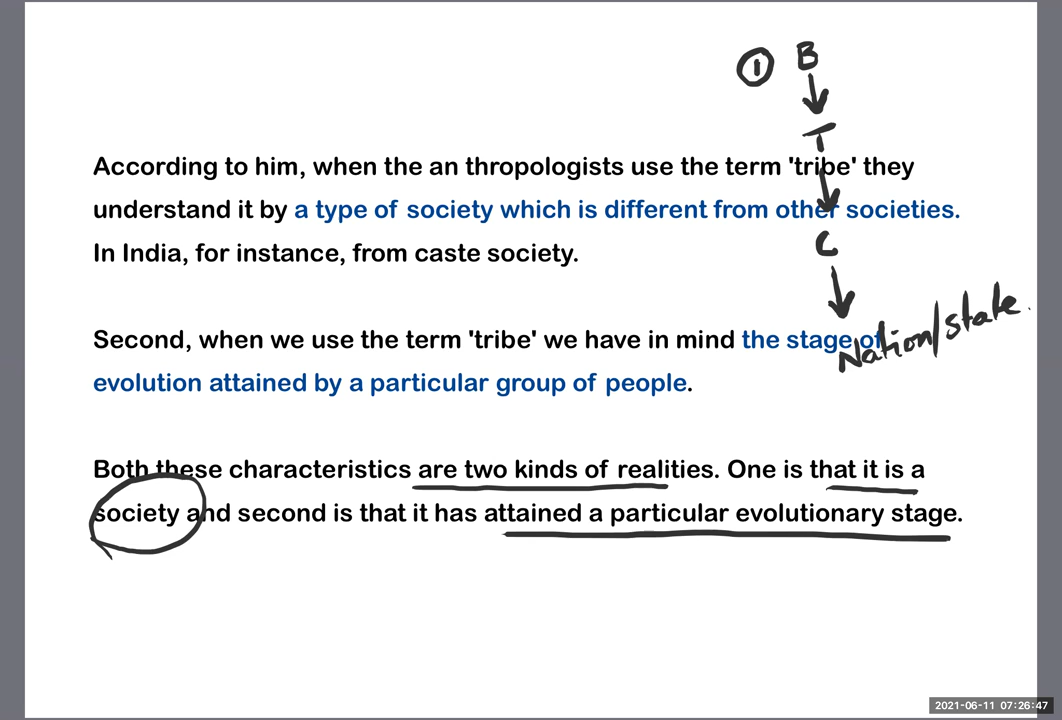 ① B
T
According to him, when the an thropologists use the term 'tribe' they
understand it by a type of society which is different from other societies.
C
In India, for instance, from caste society.
Nation/state.
Second, when we use the term 'tribe' we have in mind the stage of
evolution attained by a particular group of people.
Both these characteristics are two kinds of realities. One is that it is a
society and second is that it has attained a particular evolutionary stage.
2021-06-11 07:26:47